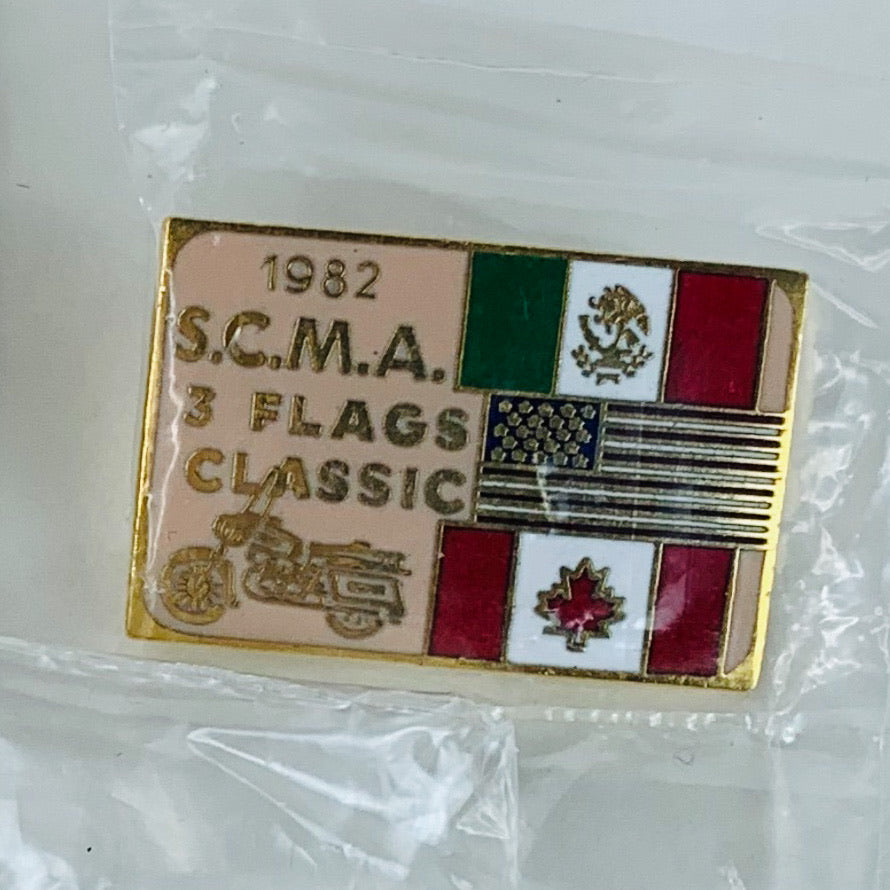 1982
S.C.M.A.
3 FLAGS
CLASSIC